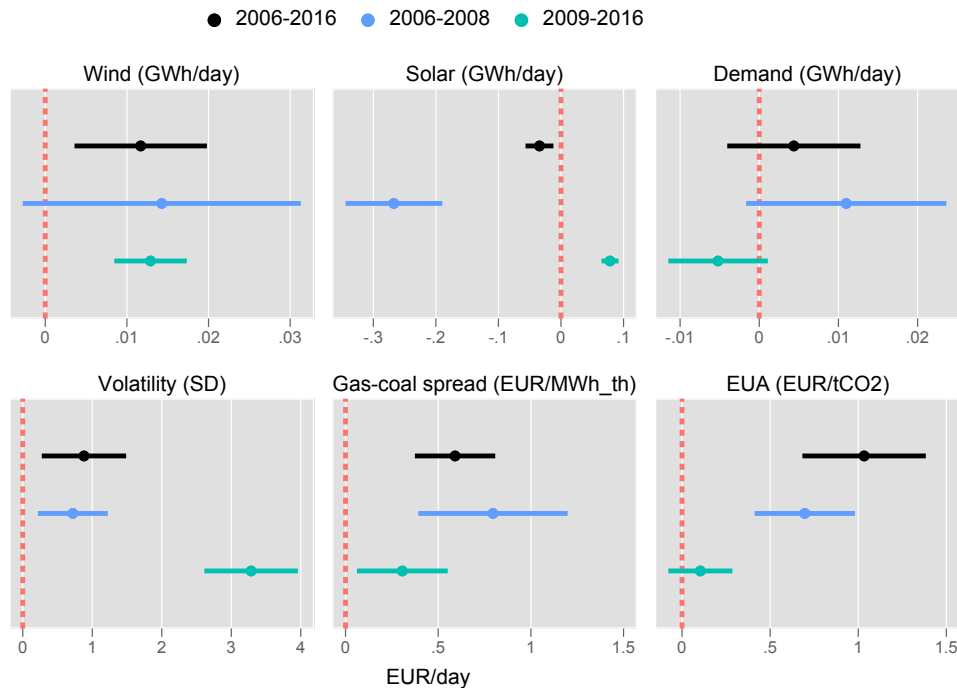 2006-2016 2006-2008 2009-2016
Wind (GWh/day) Solar (GWh/day) Demand (GWh/day)
0 .01 .02 .03 -.3 -.2 -.1 0 .1 -.01 0 .01 .02
Volatility (SD) Gas-coal spread (EUR/MWh_th) EUA (EUR/tCO2)
0 1 2 3 4 0 .5 1 1.5 0 .5 1 1.5
EUR/day